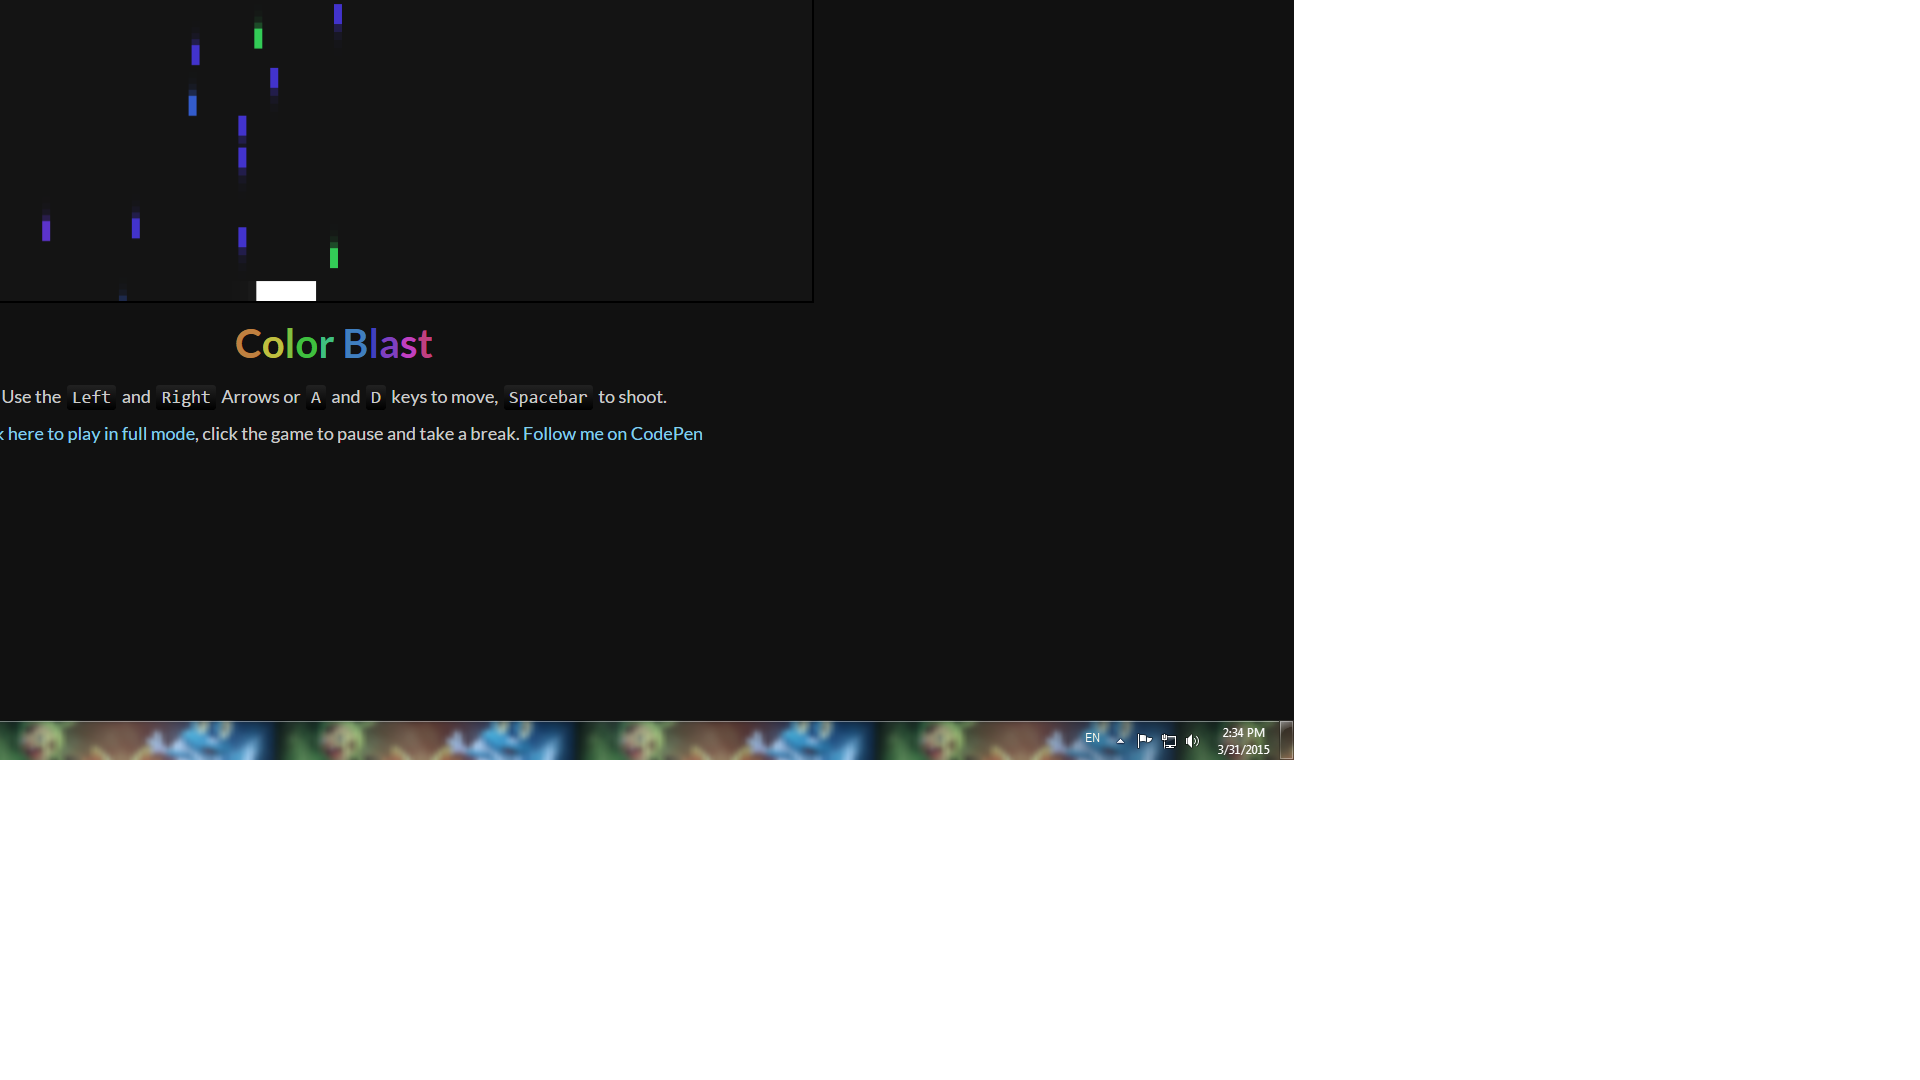 Color Blast
Use the Left and Right Arrows or A and D keys to move, Spacebar to shoot.
here to play in full mode, click the game to pause and take a break. Follow me on CodePen
EN
2:34 PM
3/31/2015